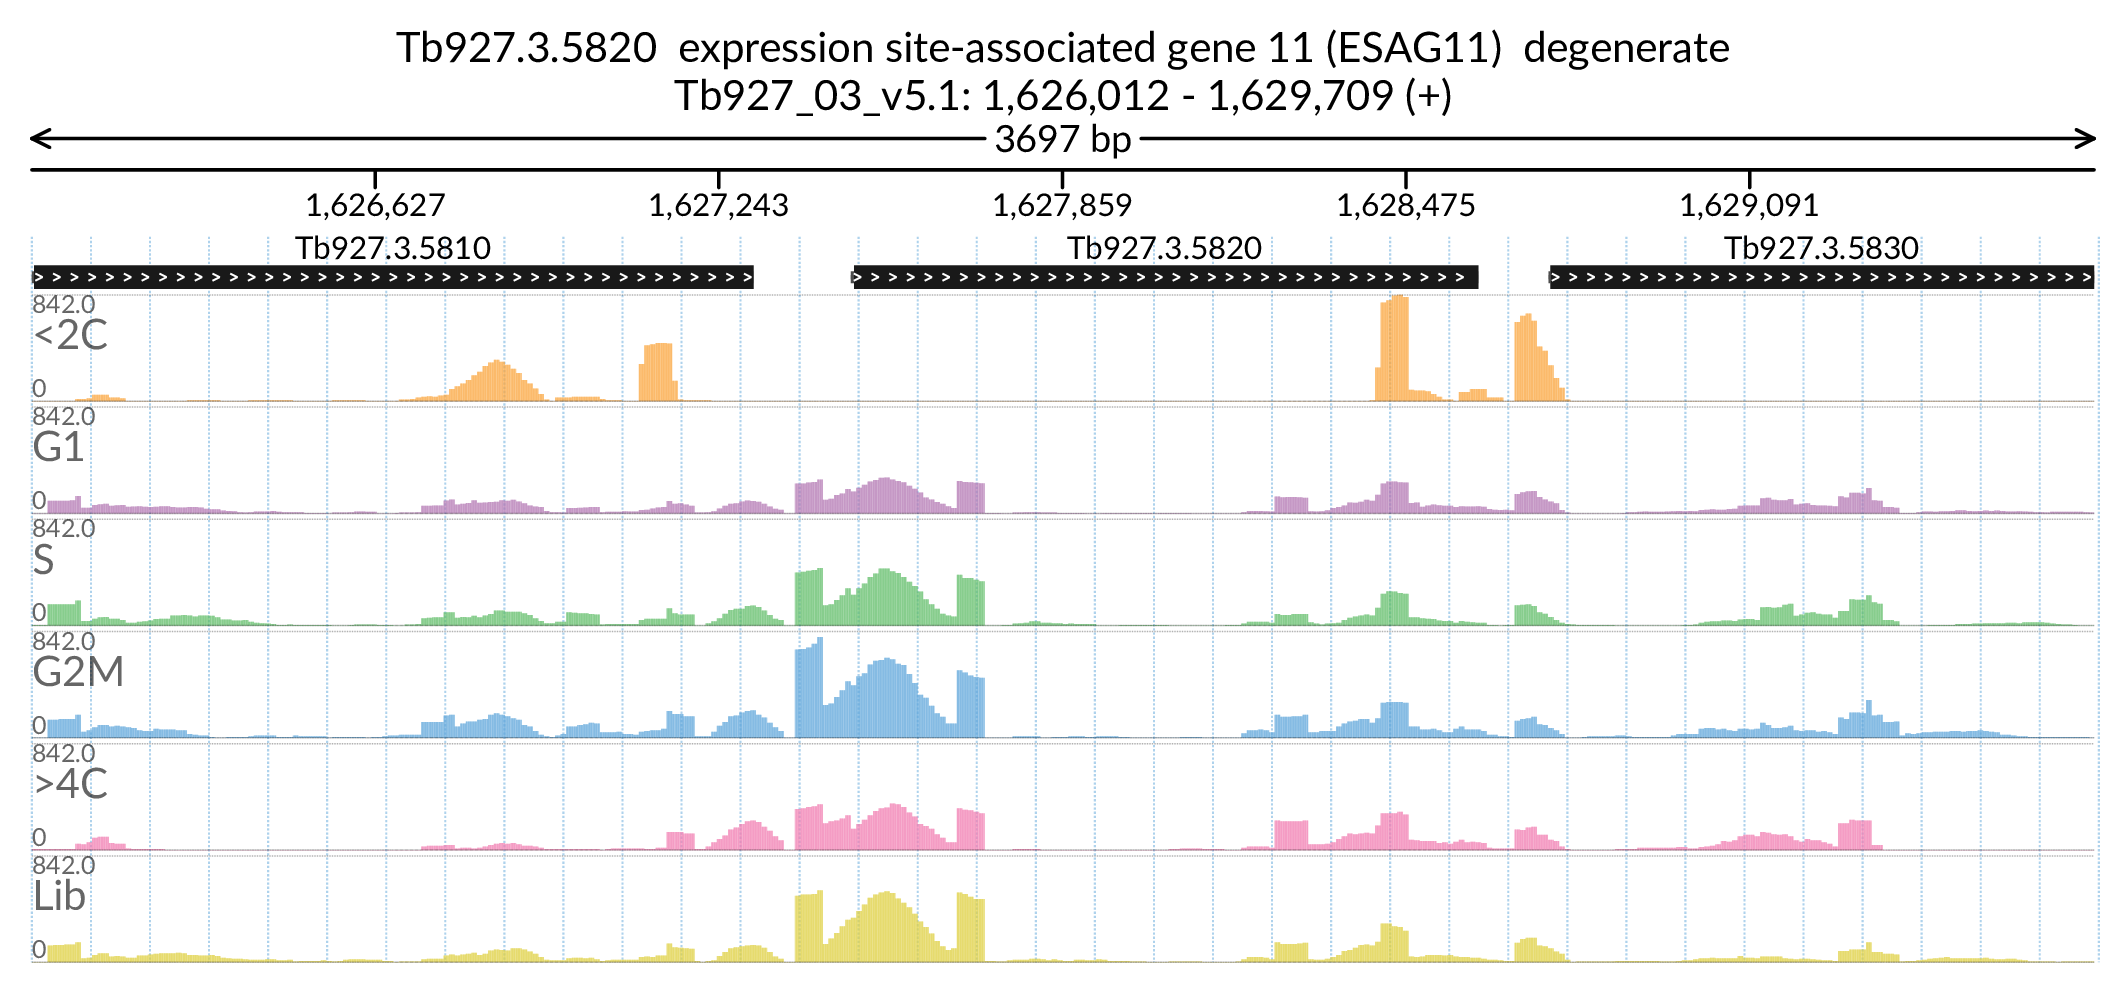 Tb927.3.5820  expression site-associated gene 11 (ESAG11)  degenerate
Tb927_03_v5.1: 1,626,012 - 1,629,709 (+)
3697 bp
1,626,627 1,627,243 1,627,859 1,628,475 1,629,091
Tb927.3.5810 Tb927.3.5820 Tb927.3.5830
842.0
<2C
0
842.0
G1
0
842.0
S
0
842.0
G2M
0
842.0
>4C
0
842.0
Lib
0